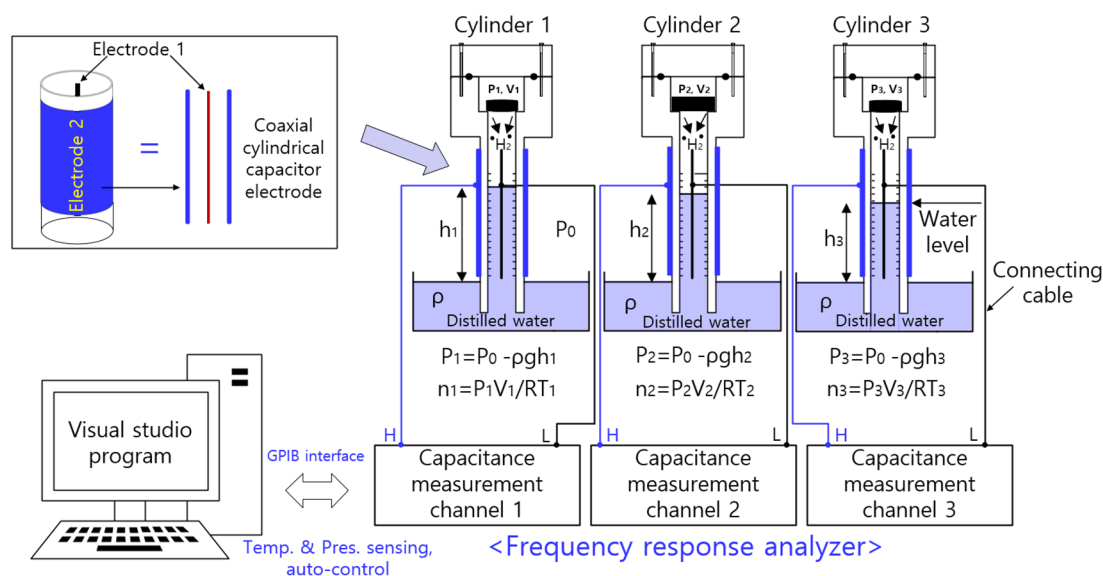 Cylinder 1
Cylinder 2
Cylinder 3
Electrode 1
Electrode 2
=
Coaxial
cylindrical
capacitor
electrode
P1, V1
P2, V2
P3, V3
H2
H2
H2
h1
P0
h2
h3
Water
level
Connecting
cable
ρ
Distilled water
ρ
Distilled water
ρ
Distilled water
P1=P0 -ρgh1
n1=P1V1/RT1
P2=P0 -ρgh2
n2=P2V2/RT2
P3=P0 -ρgh3
n3=P3V3/RT3
H
L
H
L
H
L
Visual studio
program
GPIB interface
Capacitance
measurement
channel 1
Capacitance
measurement
channel 2
Capacitance
measurement
channel 3
Temp. & Pres. sensing,
auto-control
<Frequency response analyzer>